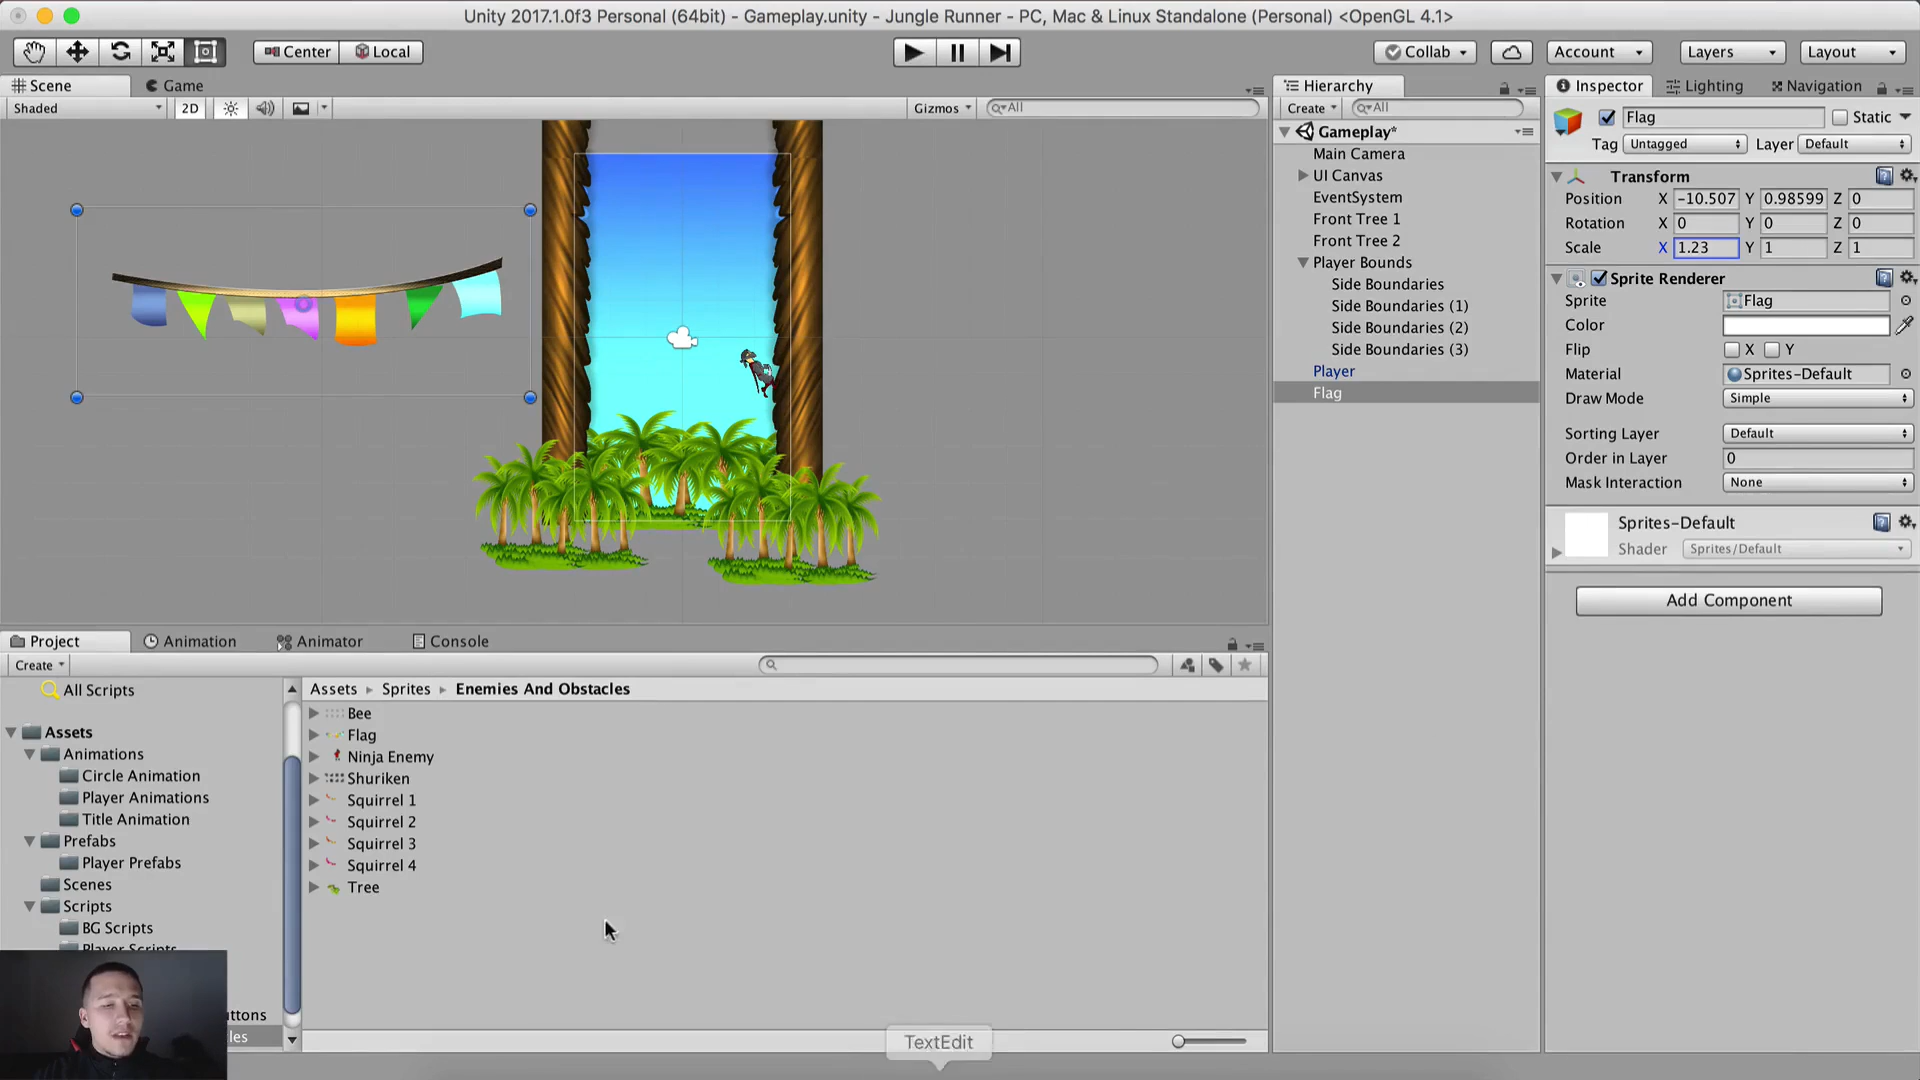 Unity 2017.1.0f3 Personal (64bit) - Gameplay.unity - Jungle Runner - PC, Mac & Linux Standalone (Personal) <OpenGL 4.1>
Center Local Collab Account Layers Layout
Scene Game
Shaded 2D Gizmos All
Hierarchy
Create All
Gameplay*
Main Camera
UI Canvas
EventSystem
Front Tree 1
Front Tree 2
Player Bounds
Side Boundaries
Side Boundaries (1)
Side Boundaries (2)
Side Boundaries (3)
Player
Flag
Inspector Lighting Navigation
Flag Static
Tag Untagged Layer Default
Transform
Position X -10.507 Y 0.98599 Z 0
Rotation X 0 Y 0 Z 0
Scale X 1.23 Y 1 Z 1
Sprite Renderer
Sprite Flag
Color
Flip X Y
Material Sprites-Default
Draw Mode Simple
Sorting Layer Default
Order in Layer 0
Mask Interaction None
Sprites-Default
Shader Sprites/Default
Add Component
Project Animation Animator Console
Create
All Scripts
Assets
Animations
Circle Animation
Player Animations
Title Animation
Prefabs
Player Prefabs
Scenes
Scripts
BG Scripts
Player Scripts
uttons
les
Assets Sprites Enemies And Obstacles
Bee
Flag
Ninja Enemy
Shuriken
Squirrel 1
Squirrel 2
Squirrel 3
Squirrel 4
Tree
TextEdit